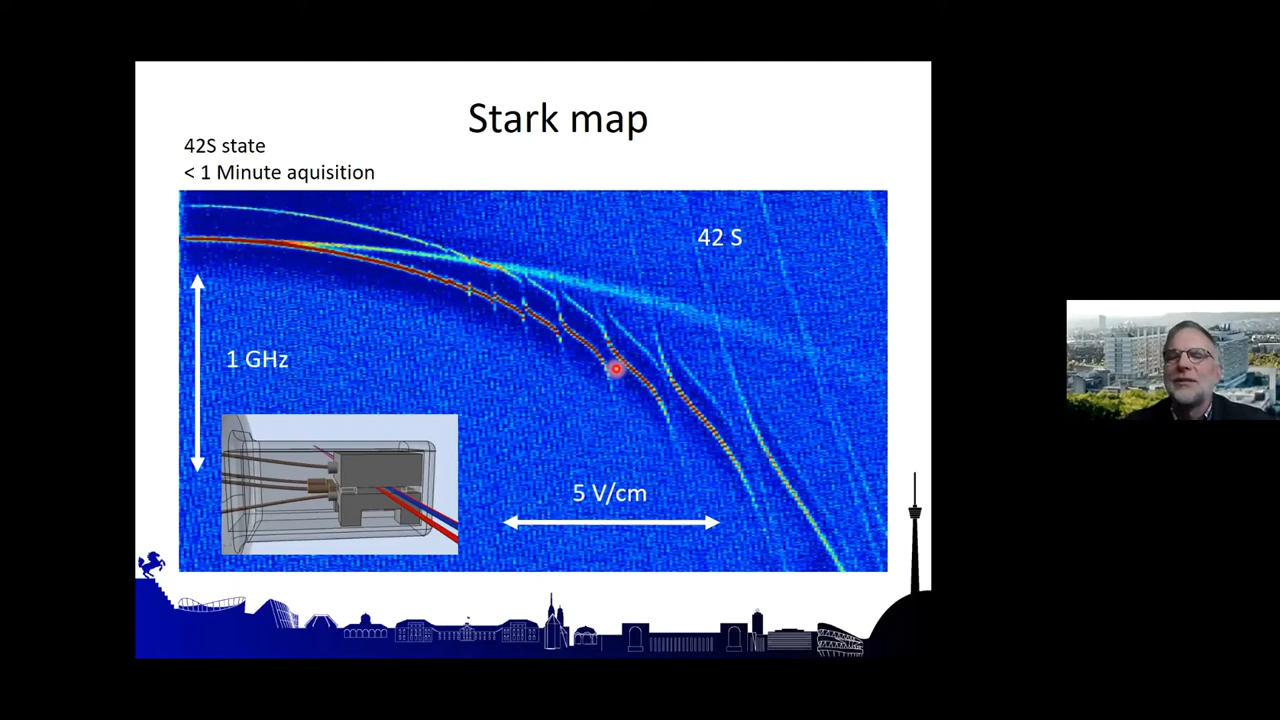 Stark map
42S state
< 1 Minute aquisition
42 S
1 GHz
5 V/cm